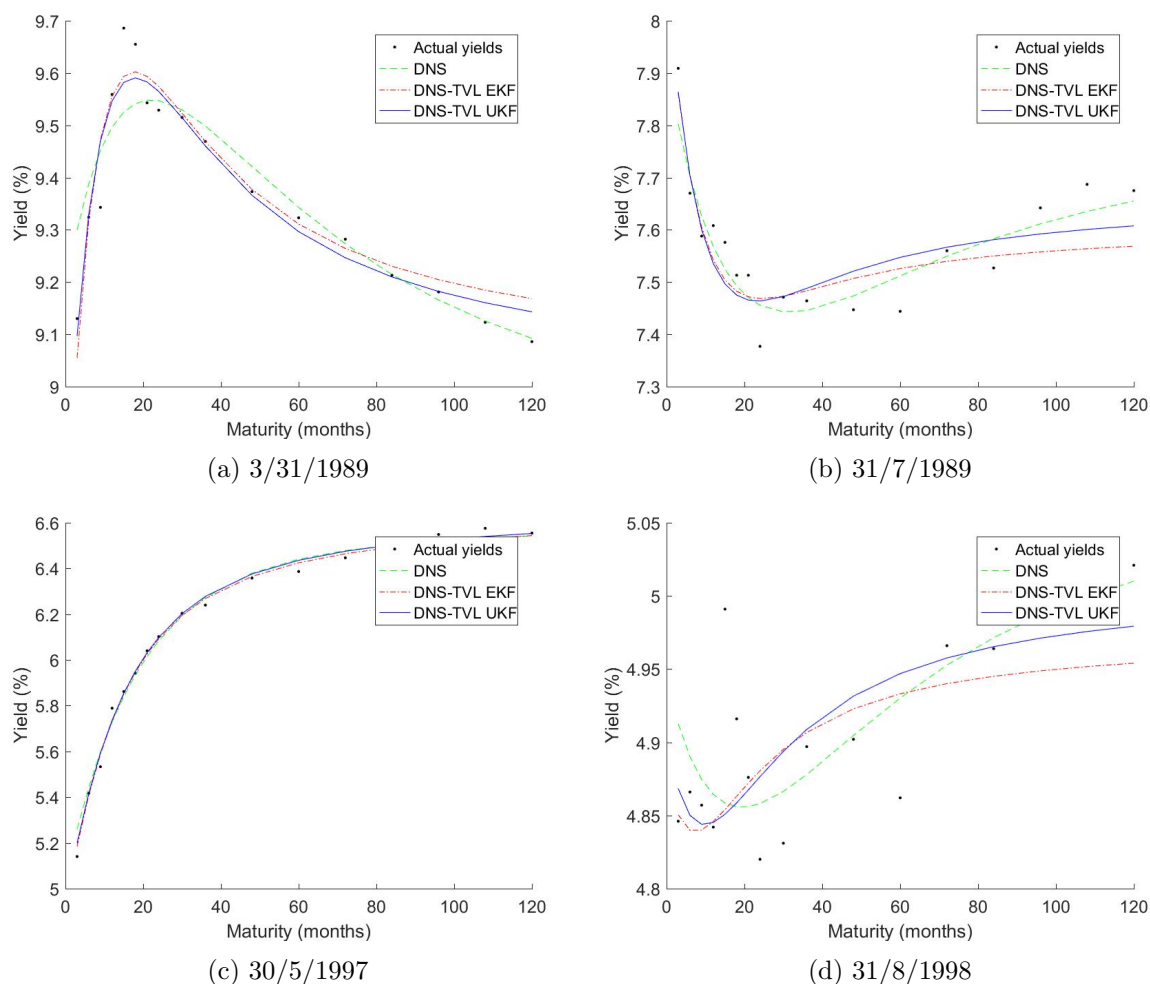 9.7
9.6
9.5
9.4
9.3
9.2
9.1
9
Yield (%)
0 20 40 60 80 100 120
Maturity (months)
Actual yields
DNS
DNS-TVL EKF
DNS-TVL UKF
(a) 3/31/1989
8
7.9
7.8
7.7
7.6
7.5
7.4
7.3
Yield (%)
0 20 40 60 80 100 120
Maturity (months)
Actual yields
DNS
DNS-TVL EKF
DNS-TVL UKF
(b) 31/7/1989
6.6
6.4
6.2
6
5.8
5.6
5.4
5.2
5
Yield (%)
0 20 40 60 80 100 120
Maturity (months)
Actual yields
DNS
DNS-TVL EKF
DNS-TVL UKF
(c) 30/5/1997
5.05
5
4.95
4.9
4.85
4.8
Yield (%)
0 20 40 60 80 100 120
Maturity (months)
Actual yields
DNS
DNS-TVL EKF
DNS-TVL UKF
(d) 31/8/1998